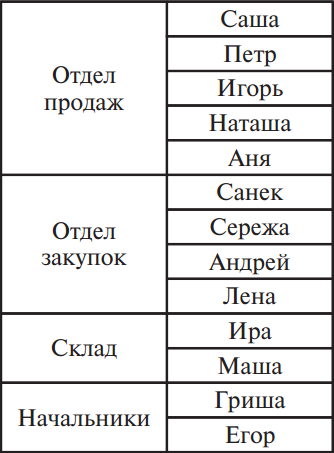 Отдел
продаж
Саша
Петр
Игорь
Наташа
Аня
Отдел
закупок
Санек
Сережа
Андрей
Лена
Склад
Ира
Маша
Начальники
Гриша
Егор